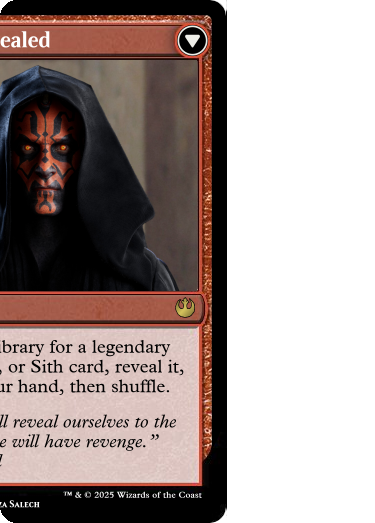 ealed
ibrary for a legendary
, or Sith card, reveal it,
ur hand, then shuffle.
ll reveal ourselves to the
e will have revenge."
l
™ & © 2025 Wizards of the Coast
ZA SALECH